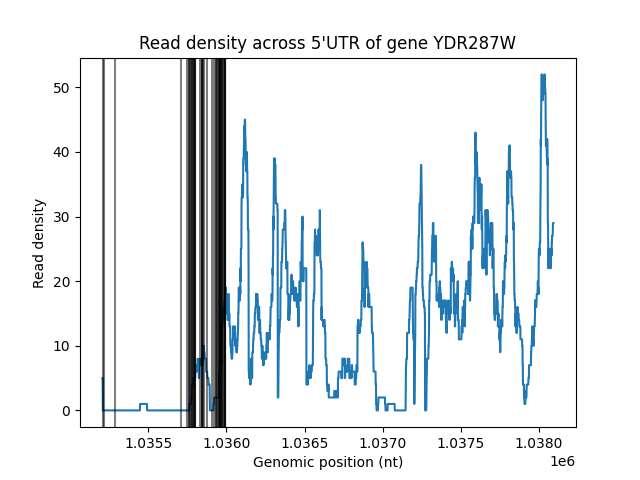 Read density across 5'UTR of gene YDR287W
50
40
30
20
10
0
Read density
1.0355 1.0360 1.0365 1.0370 1.0375 1.0380
1e6
Genomic position (nt)